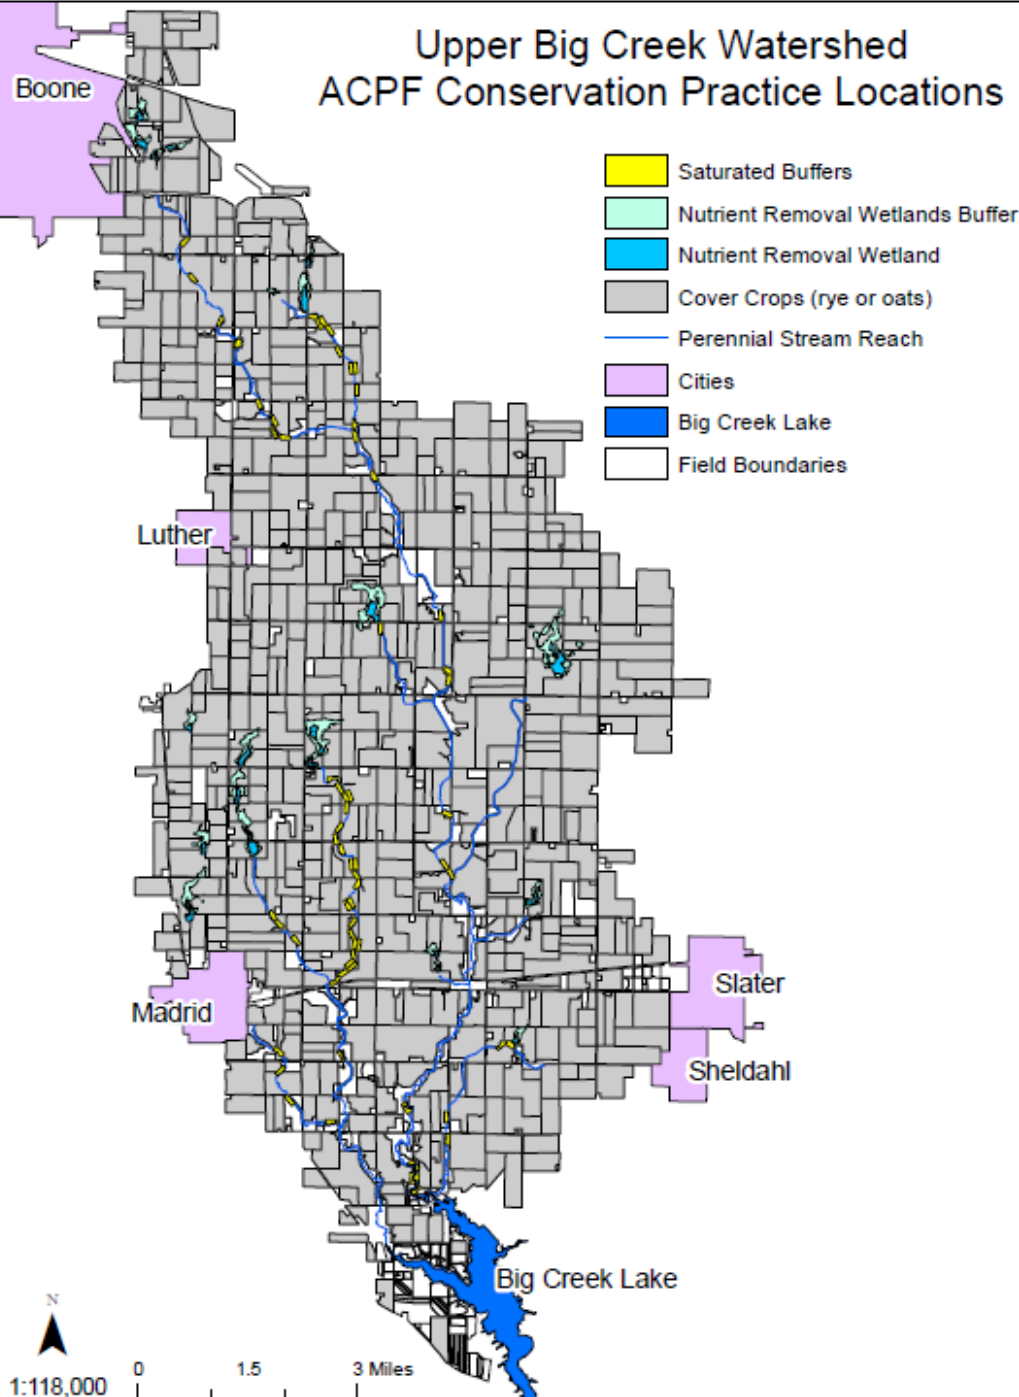 Upper Big Creek Watershed
ACPF Conservation Practice Locations
Boone
Saturated Buffers
Nutrient Removal Wetlands Buffer
Nutrient Removal Wetland
Cover Crops (rye or oats)
Perennial Stream Reach
Cities
Big Creek Lake
Field Boundaries
Luther
Madrid
Slater
Sheldahl
Big Creek Lake
N
1:118,000
0 1.5 3 Miles